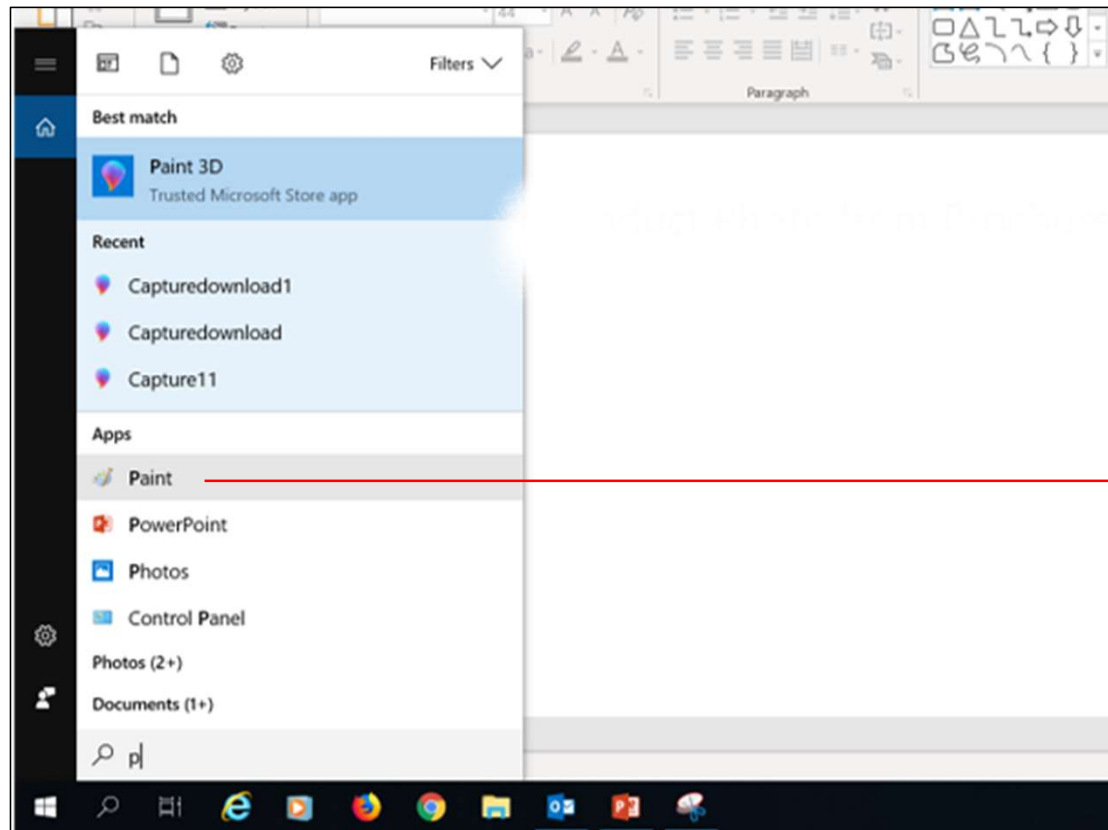 44
Filters
Paragraph
Best match
Paint 3D
Trusted Microsoft Store app
Recent
Capturedownload1
Capturedownload
Capture11
Apps
Paint
PowerPoint
Photos
Control Panel
Photos (2+)
Documents (1+)
p